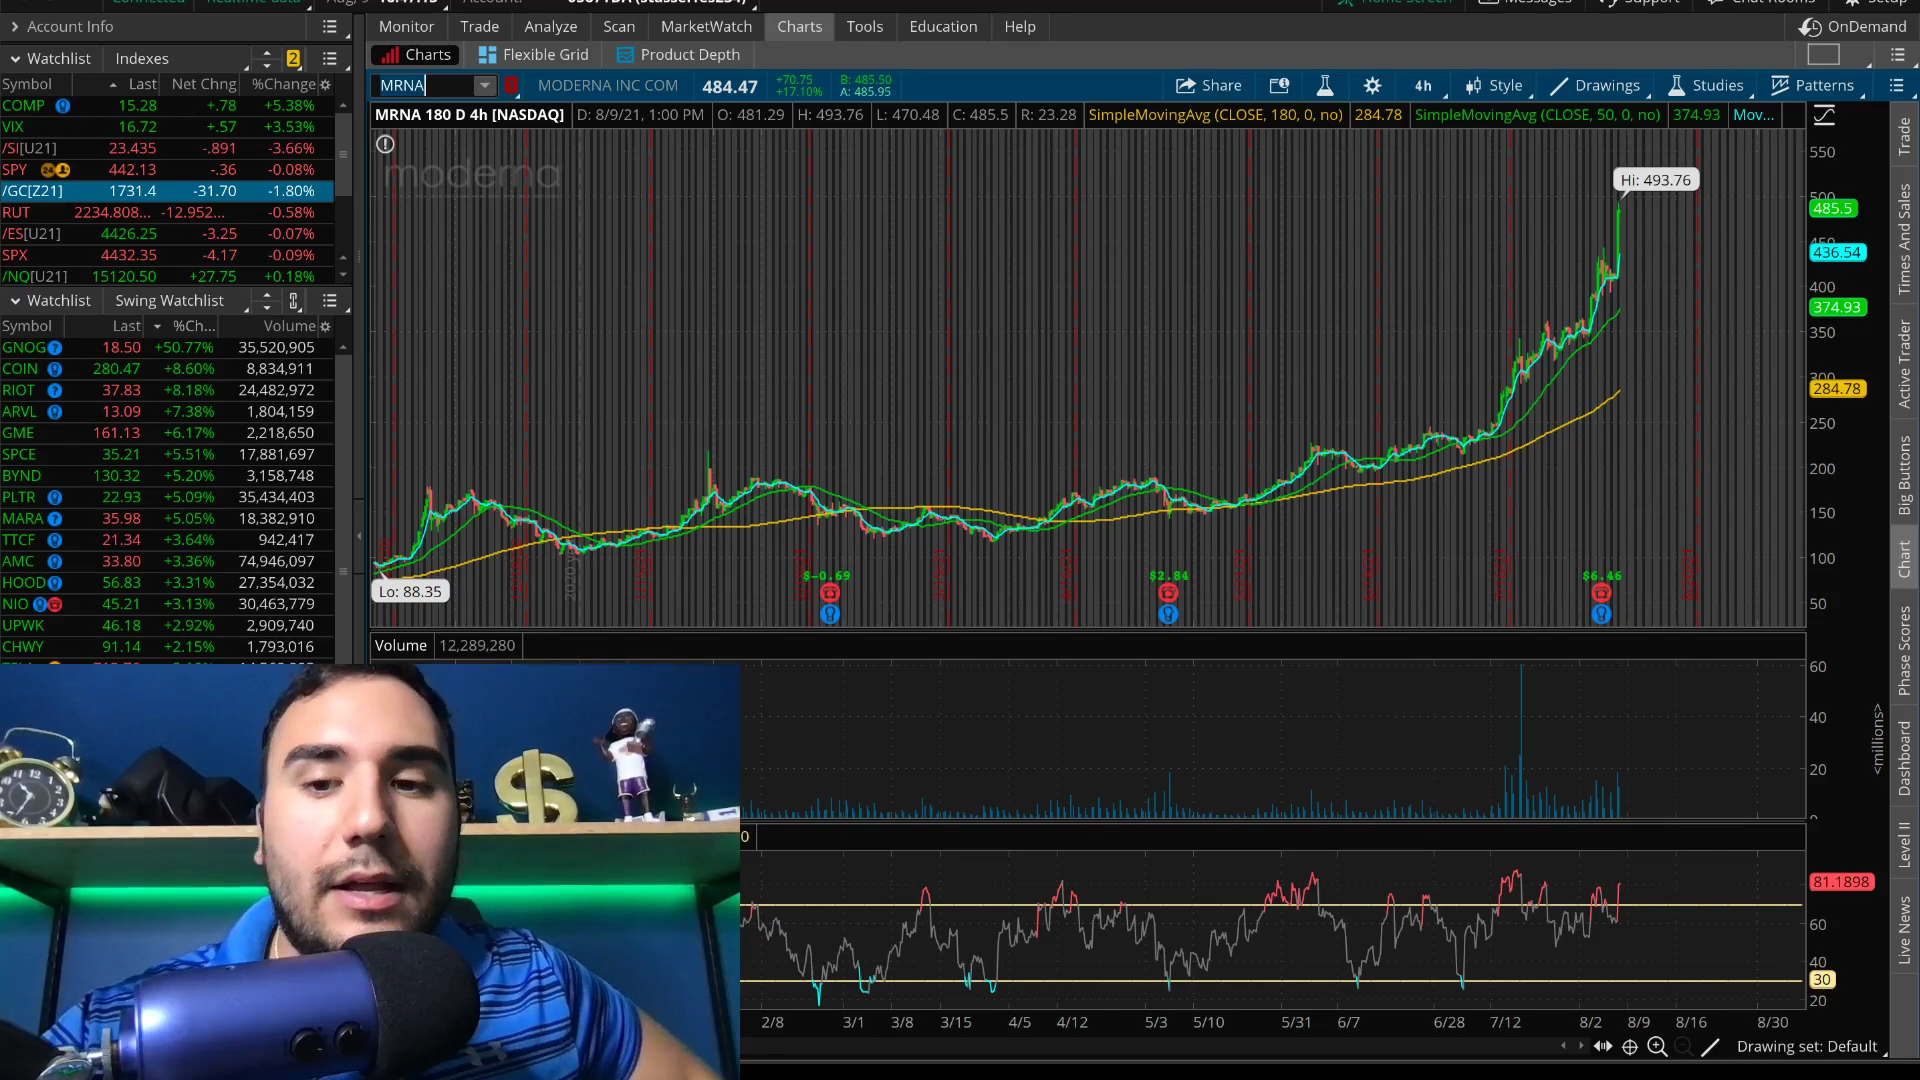 Connected Realtime data Account: Home Screen Messages Support Chat Rooms Setup
Account Info
Monitor Trade Analyze Scan MarketWatch Charts Tools Education Help OnDemand
Watchlist Indexes 2
Charts Flexible Grid Product Depth
Symbol Last Net Chng %Change
MRNA MODERNA INC COM 484.47 +70.75 +17.10% B: 485.50 A: 485.95 Share 4h Style Drawings Studies Patterns
MRNA 180 D 4h [NASDAQ] D: 8/9/21, 1:00 PM O: 481.29 H: 493.76 L: 470.48 C: 485.5 R: 23.28 SimpleMovingAvg (CLOSE, 180, 0, no) 284.78 SimpleMovingAvg (CLOSE, 50, 0, no) 374.93 Mov...
COMP 15.28 +.78 +5.38%
VIX 16.72 +.57 +3.53%
/SI[U21] 23.435 -.891 -3.66%
SPY 442.13 -.36 -0.08%
/GC[Z21] 1731.4 -31.70 -1.80%
RUT 2234.808... -12.952... -0.58%
/ES[U21] 4426.25 -3.25 -0.07%
SPX 4432.35 -4.17 -0.09%
/NQ[U21] 15120.50 +27.75 +0.18%
Watchlist Swing Watchlist
Symbol Last %Ch... Volume
GNOG 18.50 +50.77% 35,520,905
COIN 280.47 +8.60% 8,834,911
RIOT 37.83 +8.18% 24,482,972
ARVL 13.09 +7.38% 1,804,159
GME 161.13 +6.17% 2,218,650
SPCE 35.21 +5.51% 17,881,697
BYND 130.32 +5.20% 3,158,748
PLTR 22.93 +5.09% 35,434,403
MARA 35.98 +5.05% 18,382,910
TTCF 21.34 +3.64% 942,417
AMC 33.80 +3.36% 74,946,097
HOOD 56.83 +3.31% 27,354,032
NIO 45.21 +3.13% 30,463,779
UPWK 46.18 +2.92% 2,909,740
CHWY 91.14 +2.15% 1,793,016
moderna
Hi: 493.76
Lo: 88.35
$-0.69
$2.84
$6.46
550
485.5
436.54
400
374.93
350
284.78
250
200
150
100
50
Volume 12,289,280
60
40
20
<millions>
81.1898
60
40
30
20
2/8 3/1 3/8 3/15 4/5 4/12 5/3 5/10 5/31 6/7 6/28 7/12 8/2 8/9 8/16 8/30
Drawing set: Default
Trade
Times And Sales
Active Trader
Big Buttons
Chart
Phase Scores
Dashboard
Level II
Live News
$